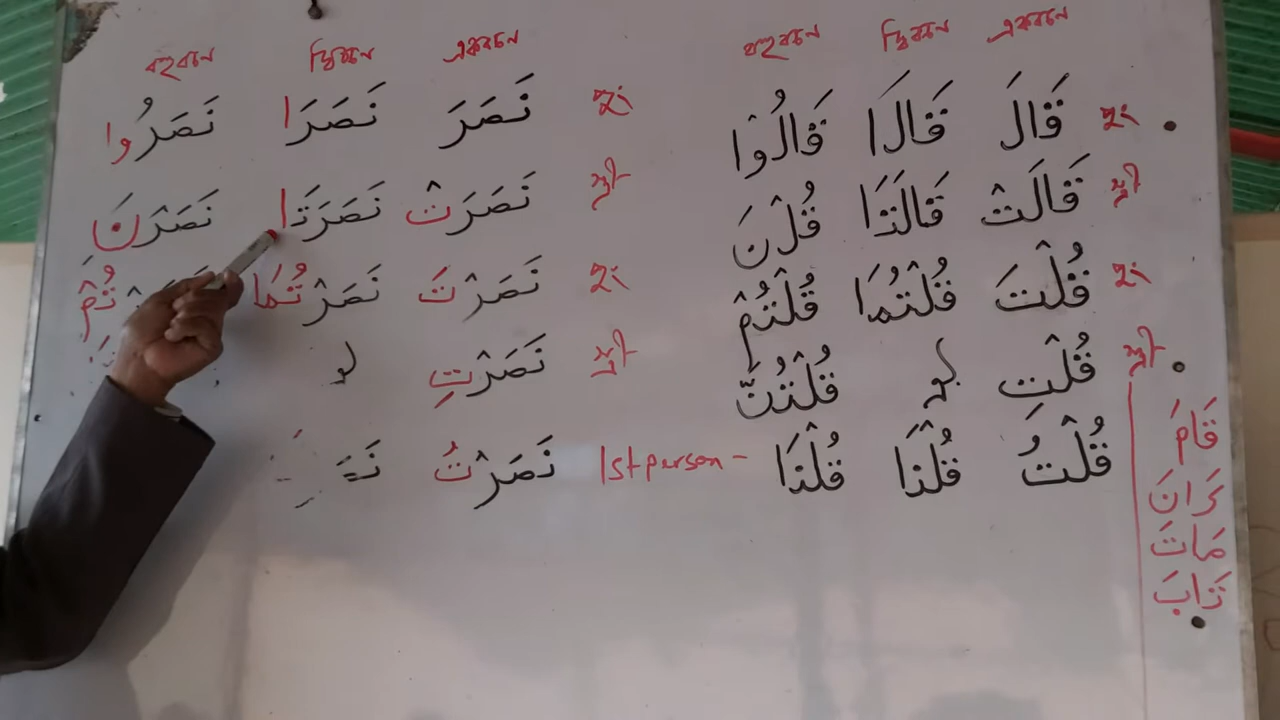 একবচন দ্বিবচন বহুবচন
পুং قَالَ قَالَا قَالُوْا
স্ত্রী قَالَتْ قَالَتَا قُلْنَ
পুং قُلْتَ قُلْتُمَا قُلْتُمْ
স্ত্রী قُلْتِ قُلْتُنَّ
قُلْتُ قُلْنَا قُلْنَا
قَامَ
كَانَ
مَاتَ
تَابَ
একবচন দ্বিবচন বহুবচন
পুং نَصَرَ نَصَرَا نَصَرُوا
স্ত্রী نَصَرَتْ نَصَرَتَا نَصَرْنَ
পুং نَصَرْتَ نَصَرْتُمَا
স্ত্রী نَصَرْتِ
1st person - نَصَرْتُ